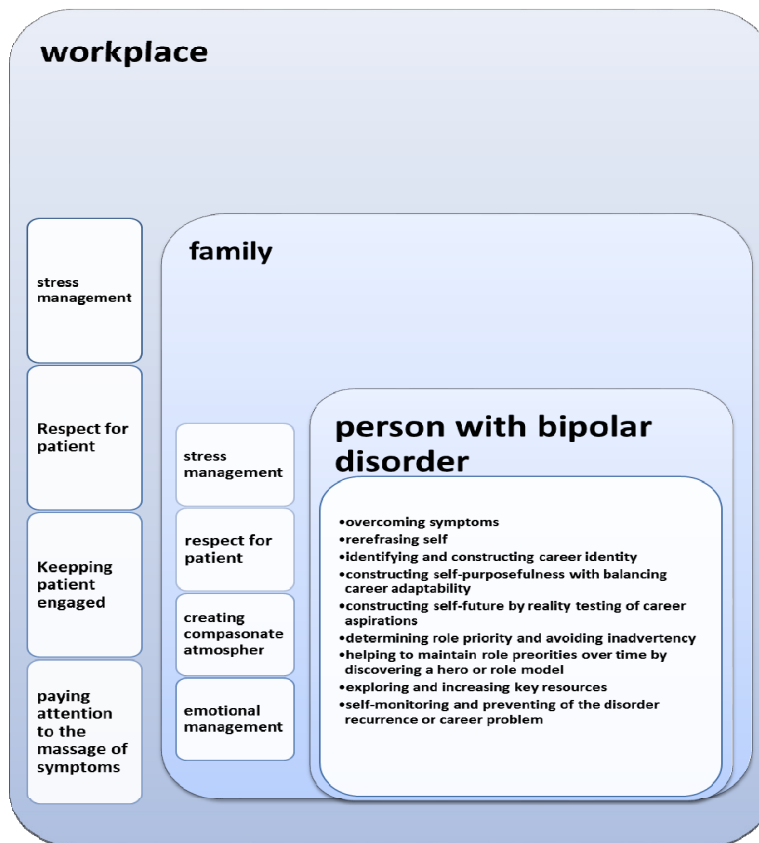 workplace
stress
management
Respect for
patient
Keepping
patient
engaged
paying
attention
to the
massage of
symptoms
family
stress
management
respect for
patient
creating
compasonate
atmospher
emotional
management
person with bipolar
disorder
•overcoming symptoms
•rerefrasing self
•identifying and constructing career identity
•constructing self-purposefulness with balancing
career adaptability
•constructing self-future by reality testing of career
aspirations
•determining role priority and avoiding inadvertency
•helping to maintain role preorities over time by
discovering a hero or role model
•exploring and increasing key resources
•self-monitoring and preventing of the disorder
recurrence or career problem